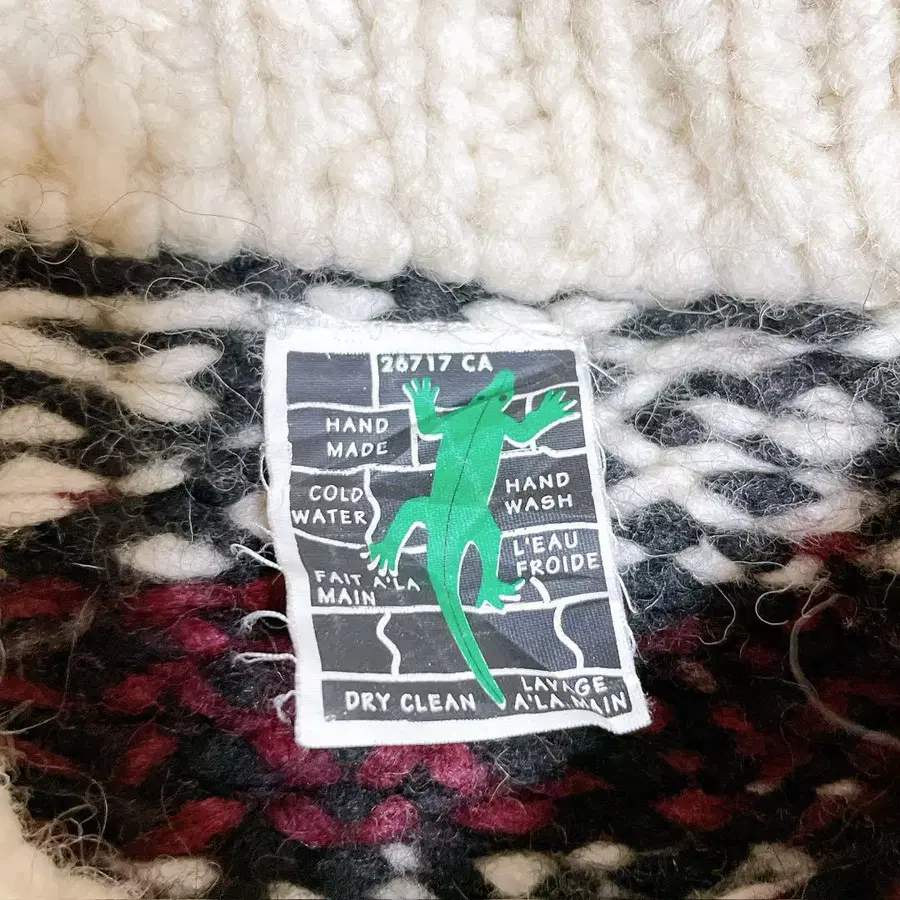 26717 CA
HAND
MADE
COLD
WATER
HAND
WASH
L'EAU
FROIDE
FAIT A'LA
MAIN
DRY CLEAN
LAVAGE
A'LA MAIN